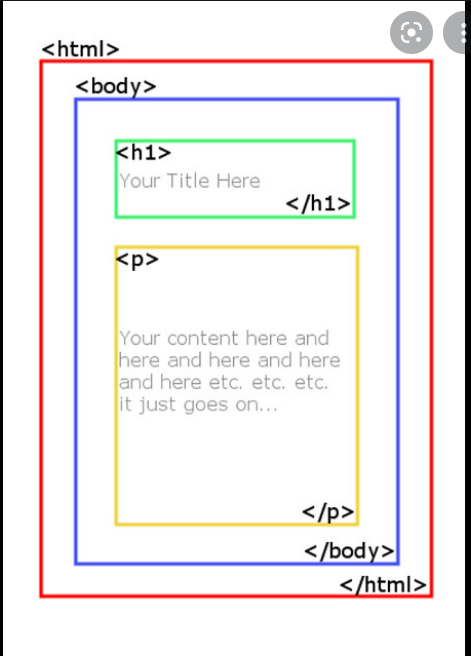 <html>
<body>
<h1>
Your Title Here
</h1>
<p>
Your content here and
here and here and here
and here etc. etc. etc.
it just goes on...
</p>
</body>
</html>